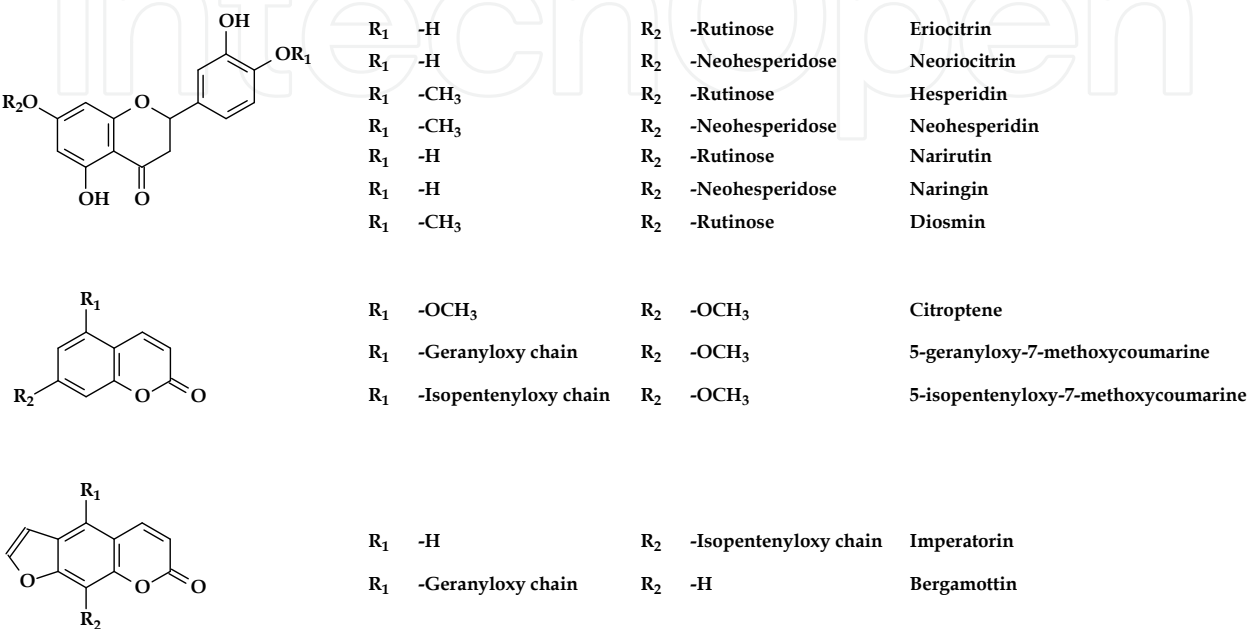 IntechOpen
OH
OR₁
R₂O
O
OH
O
R₁ -H R₂ -Rutinose Eriocitrin
R₁ -H R₂ -Neohesperidose Neoriocitrin
R₁ -CH₃ R₂ -Rutinose Hesperidin
R₁ -CH₃ R₂ -Neohesperidose Neohesperidin
R₁ -H R₂ -Rutinose Narirutin
R₁ -H R₂ -Neohesperidose Naringin
R₁ -CH₃ R₂ -Rutinose Diosmin
R₁
R₂
O
O
R₁ -OCH₃ R₂ -OCH₃ Citroptene
R₁ -Geranyloxy chain R₂ -OCH₃ 5-geranyloxy-7-methoxycoumarine
R₁ -Isopentenyloxy chain R₂ -OCH₃ 5-isopentenyloxy-7-methoxycoumarine
R₁
O
O
O
R₂
R₁ -H R₂ -Isopentenyloxy chain Imperatorin
R₁ -Geranyloxy chain R₂ -H Bergamottin